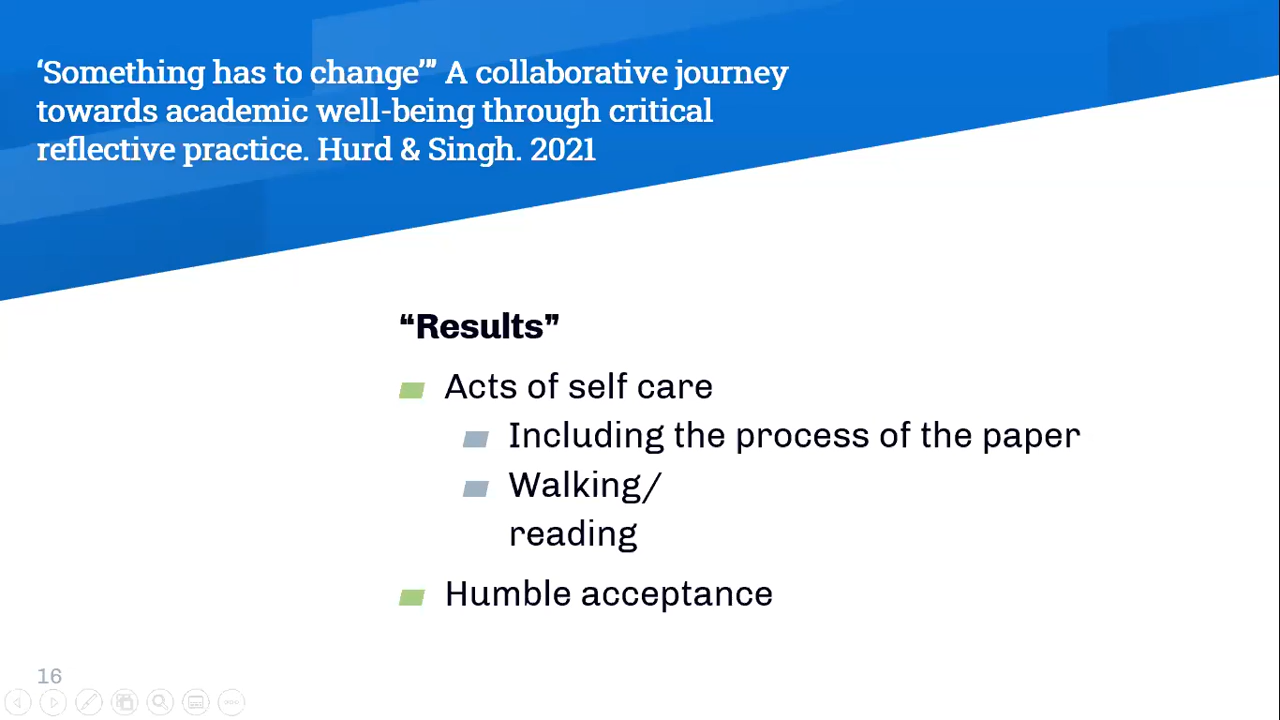 ‘Something has to change’” A collaborative journey
towards academic well-being through critical
reflective practice. Hurd & Singh. 2021
“Results”
Acts of self care
Including the process of the paper
Walking/
reading
Humble acceptance
16